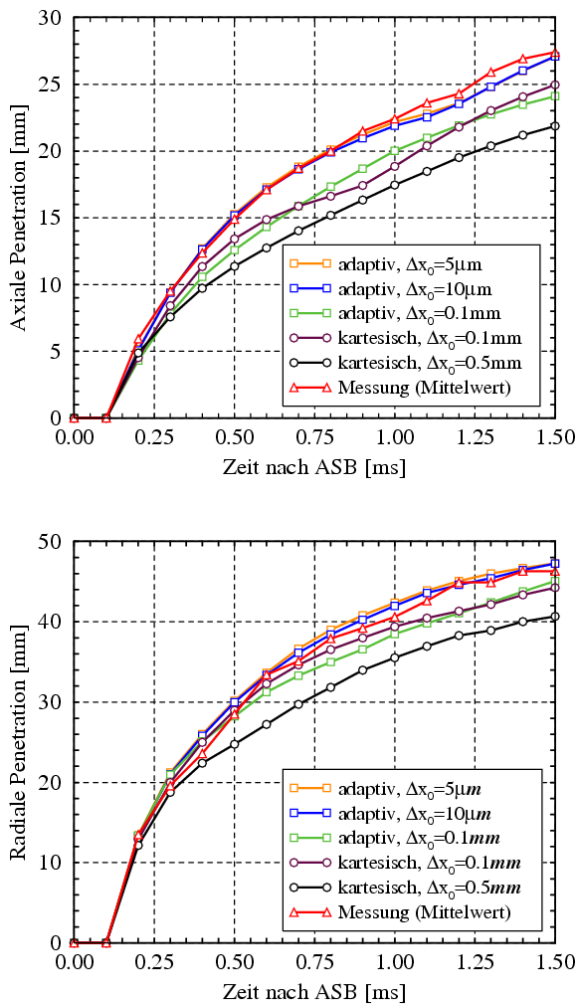 30
25
20
15
10
5
0
Axiale Penetration [mm]
adaptiv, Δx₀=5μm
adaptiv, Δx₀=10μm
adaptiv, Δx₀=0.1mm
kartesisch, Δx₀=0.1mm
kartesisch, Δx₀=0.5mm
Messung (Mittelwert)
0.00 0.25 0.50 0.75 1.00 1.25 1.50
Zeit nach ASB [ms]
50
40
30
20
10
0
Radiale Penetration [mm]
adaptiv, Δx₀=5μm
adaptiv, Δx₀=10μm
adaptiv, Δx₀=0.1mm
kartesisch, Δx₀=0.1mm
kartesisch, Δx₀=0.5mm
Messung (Mittelwert)
0.00 0.25 0.50 0.75 1.00 1.25 1.50
Zeit nach ASB [ms]